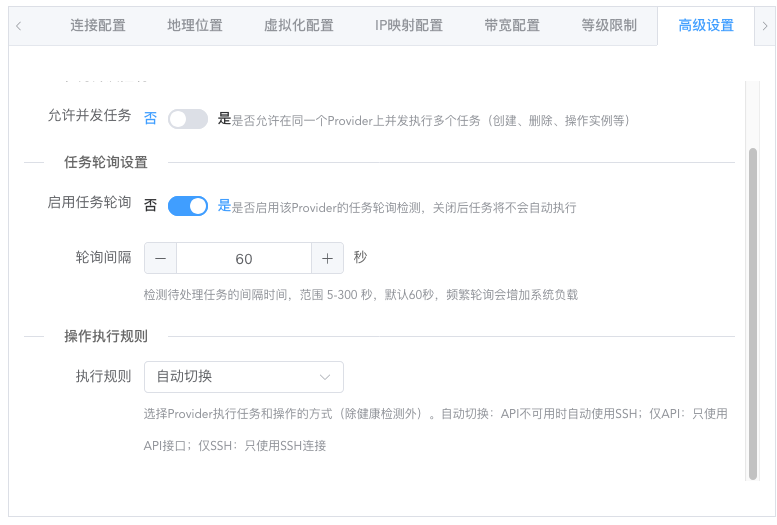 连接配置 地理位置 虚拟化配置 IP映射配置 带宽配置 等级限制 高级设置
允许并发任务 否 是 是否允许在同一个Provider上并发执行多个任务（创建、删除、操作实例等）
任务轮询设置
启用任务轮询 否 是 是否启用该Provider的任务轮询检测，关闭后任务将不会自动执行
轮询间隔 60 秒
检测待处理任务的间隔时间，范围 5-300 秒，默认60秒，频繁轮询会增加系统负载
操作执行规则
执行规则 自动切换
选择Provider执行任务和操作的方式（除健康检测外）。自动切换：API不可用时自动使用SSH；仅API：只使用
API接口；仅SSH：只使用SSH连接